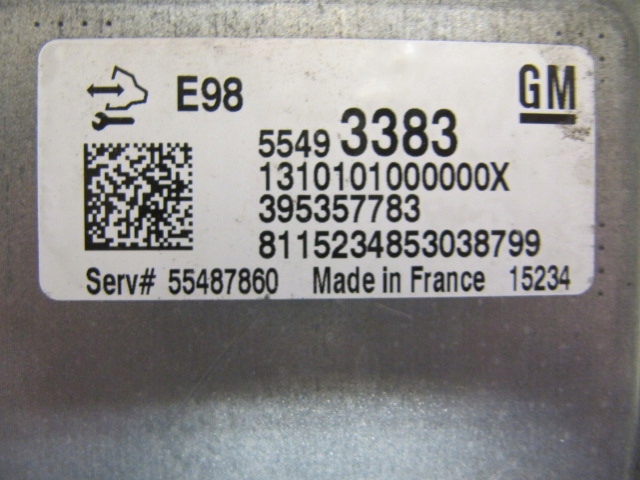 E98 GM
5549 3383
1310101000000X
395357783
8115234853038799
Serv# 55487860 Made in France 15234